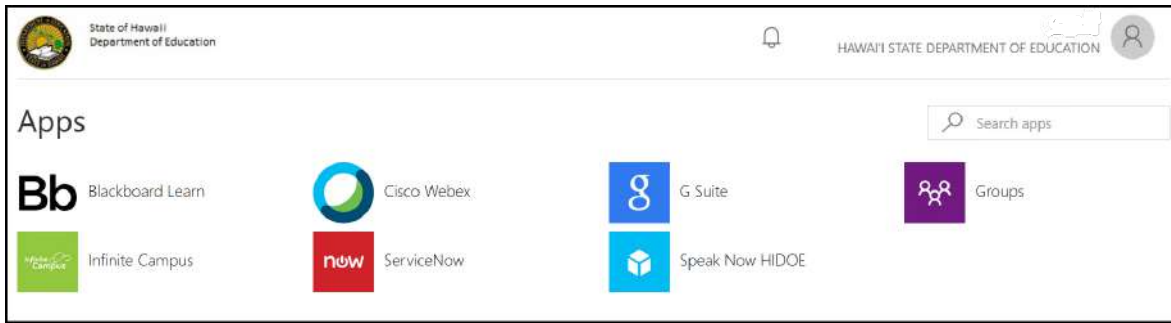 State of Hawaii
Department of Education
HAWAI'I STATE DEPARTMENT OF EDUCATION
Apps
Search apps
Bb Blackboard Learn
Cisco Webex
g G Suite
Groups
Infinite Campus Infinite Campus
now ServiceNow
Speak Now HIDOE